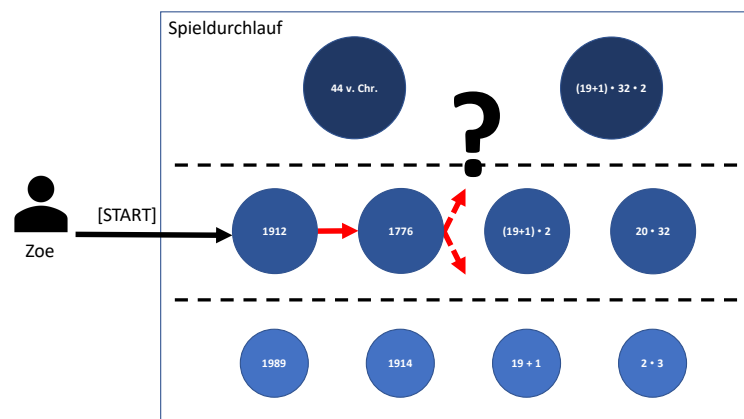 Spieldurchlauf
44 v. Chr.
(19+1) • 32 • 2
?
[START]
Zoe
1912
1776
(19+1) • 2
20 • 32
1989
1914
19 + 1
2 • 3